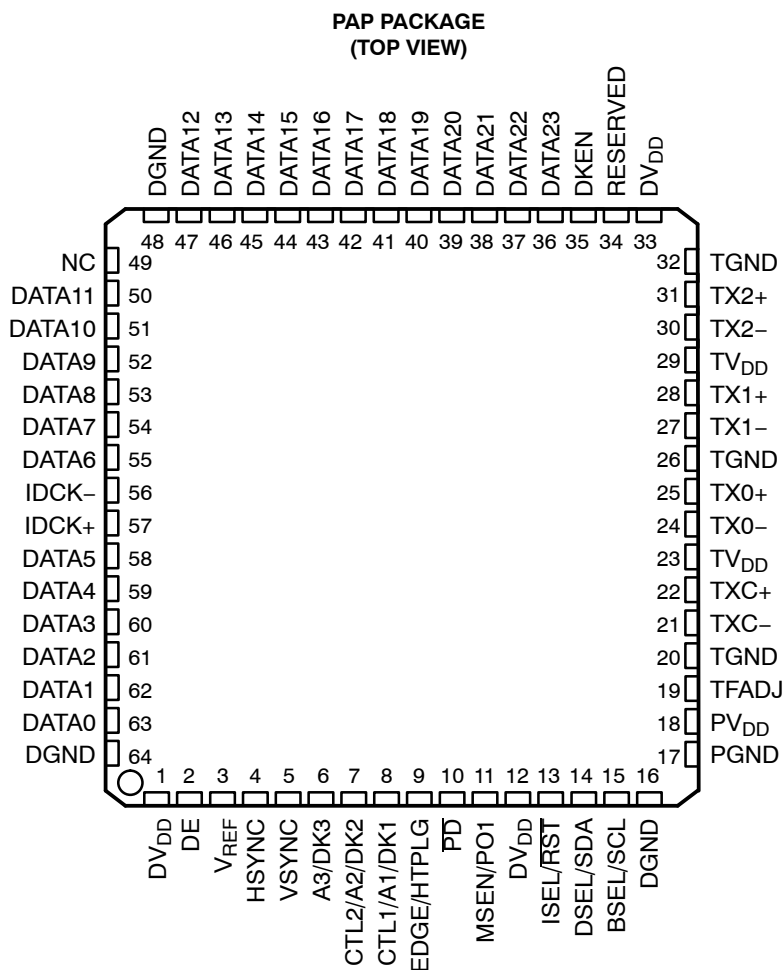 PAP PACKAGE
(TOP VIEW)
DGND
DATA12
DATA13
DATA14
DATA15
DATA16
DATA17
DATA18
DATA19
DATA20
DATA21
DATA22
DATA23
DKEN
RESERVED
DVDD
48 47 46 45 44 43 42 41 40 39 38 37 36 35 34 33
NC 49
DATA11 50
DATA10 51
DATA9 52
DATA8 53
DATA7 54
DATA6 55
IDCK− 56
IDCK+ 57
DATA5 58
DATA4 59
DATA3 60
DATA2 61
DATA1 62
DATA0 63
DGND 64
32 TGND
31 TX2+
30 TX2−
29 TVDD
28 TX1+
27 TX1−
26 TGND
25 TX0+
24 TX0−
23 TVDD
22 TXC+
21 TXC−
20 TGND
19 TFADJ
18 PVDD
17 PGND
1 2 3 4 5 6 7 8 9 10 11 12 13 14 15 16
DVDD
DE
VREF
HSYNC
VSYNC
A3/DK3
CTL2/A2/DK2
CTL1/A1/DK1
EDGE/HTPLG
PD
MSEN/PO1
DVDD
ISEL/RST
DSEL/SDA
BSEL/SCL
DGND